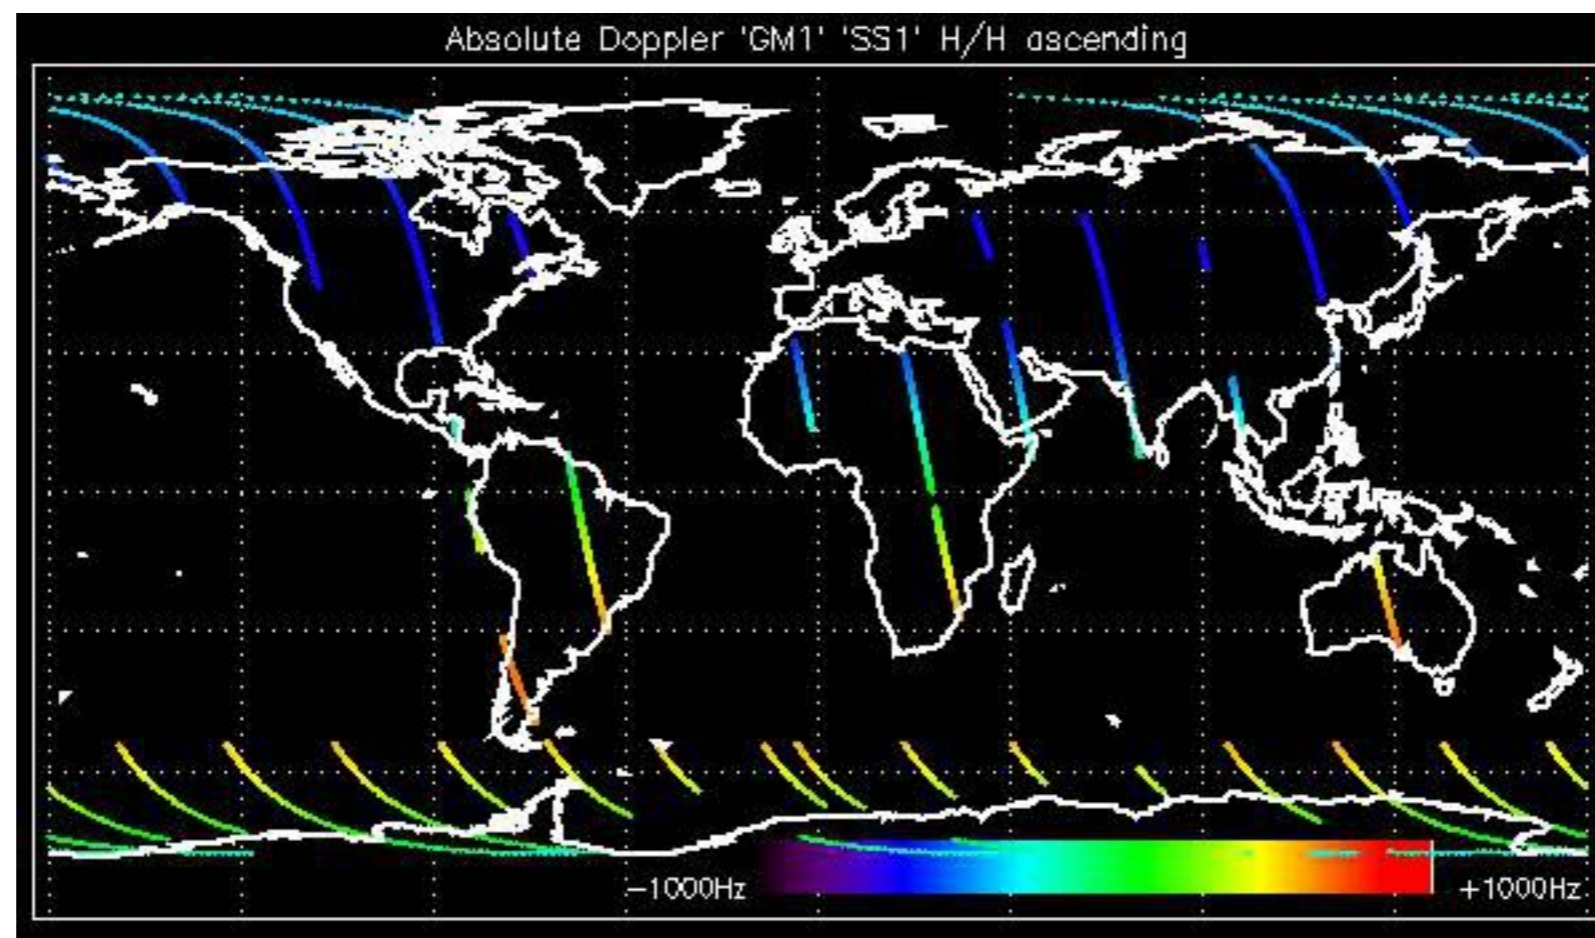 Absolute Doppler 'GM1' 'SS1' H/H ascending
-1000Hz
+1000Hz